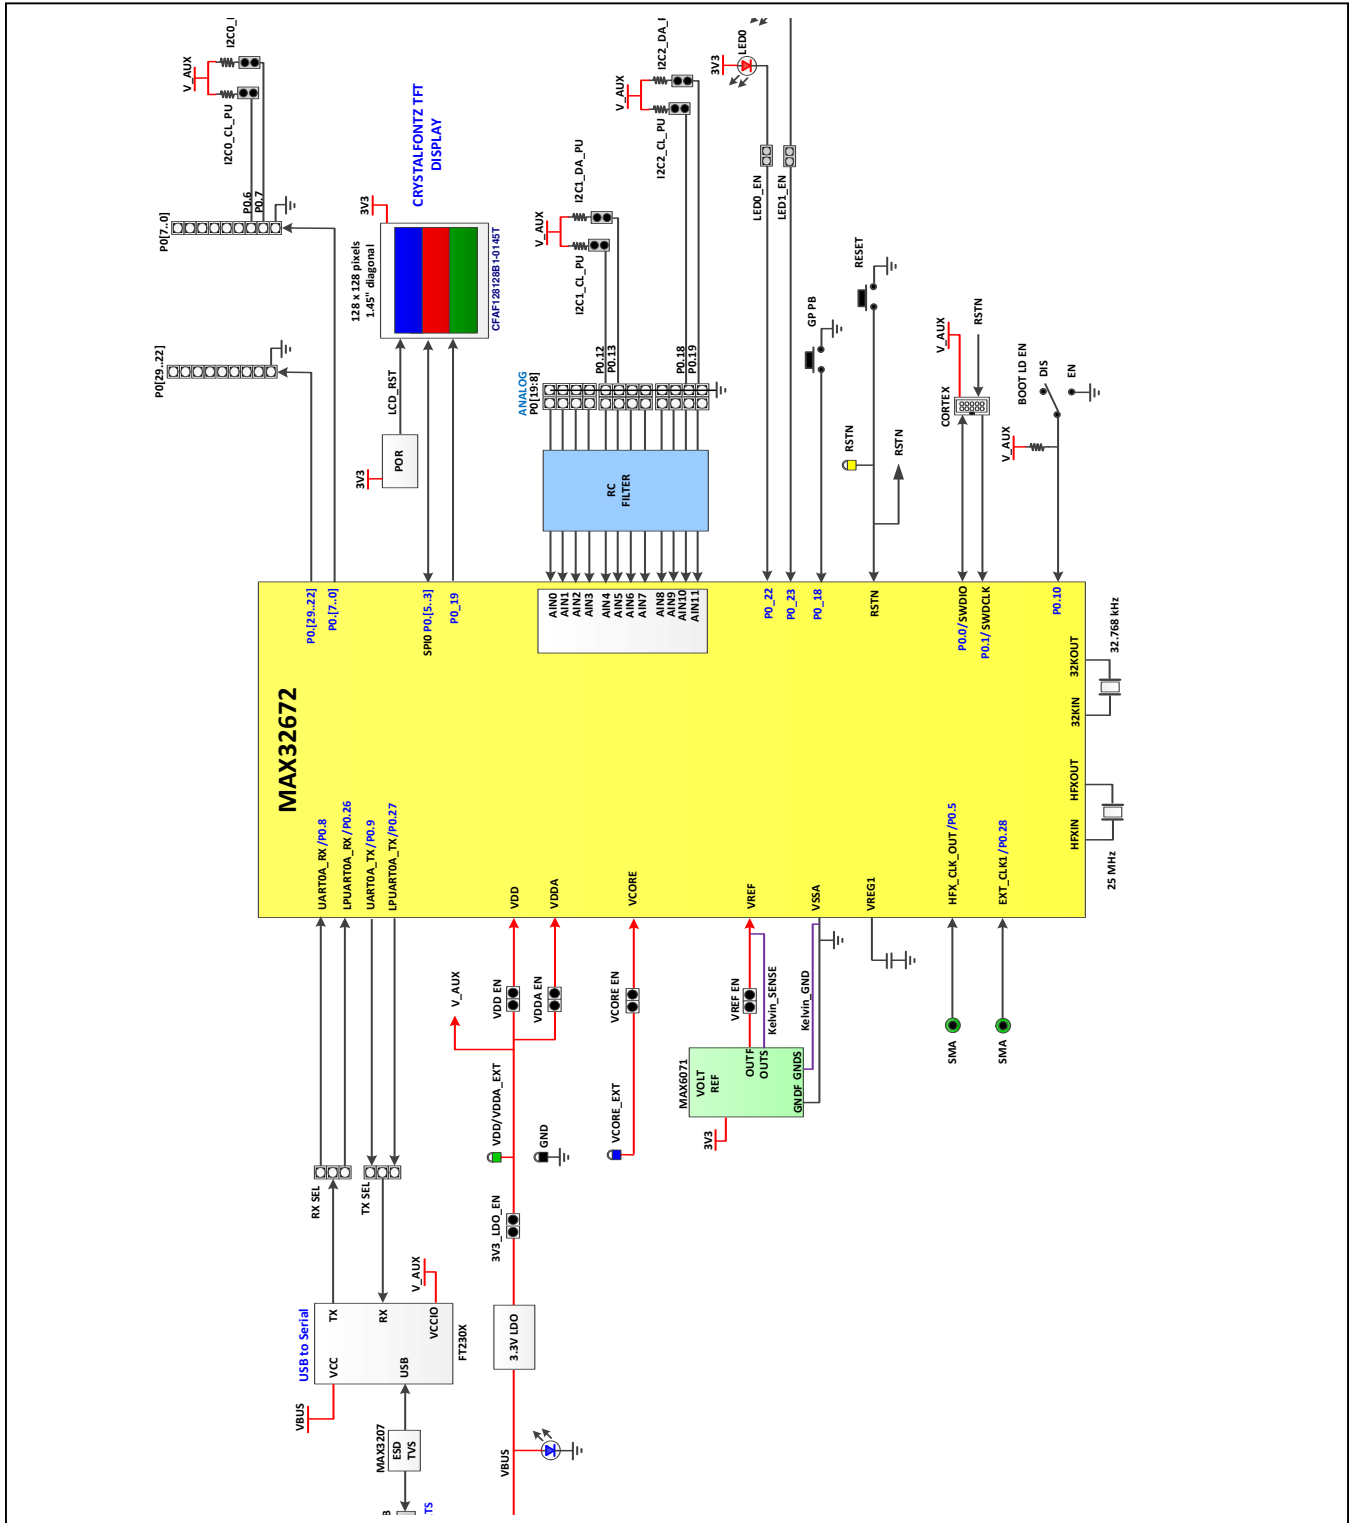 I2C0_CL_PU
V_AUX
P0.6
P0.7
P0[7..0]
P0[29..22]
CRYSTALFONTZ TFT
DISPLAY
3V3
128 x 128 pixels
1.45" diagonal
CFAF128128B1-0145T
LCD_RST
POR
3V3
I2C1_DA_PU
I2C1_CL_PU
V_AUX
P0.12
P0.13
I2C2_CL_PU
V_AUX
P0.18
P0.19
ANALOG
P0[19:8]
RC
FILTER
3V3
LED0
LED0_EN
LED1_EN
GP PB
RESET
RSTN
RSTN
V_AUX
RSTN
CORTEX
BOOT LD EN
DIS
EN
V_AUX
P0.[29..22]
P0.[7..0]
SPI0 P0.[5..3]
P0_19
AIN0
AIN1
AIN2
AIN3
AIN4
AIN5
AIN6
AIN7
AIN8
AIN9
AIN10
AIN11
P0_22
P0_23
P0_18
RSTN
P0.0/SWDIO
P0.1/SWDCLK
P0.10
32KOUT
32KIN
32.768 kHz
HFXOUT
HFXIN
25 MHz
MAX32672
UART0A_RX/P0.8
LPUART0A_RX/P0.26
UART0A_TX/P0.9
LPUART0A_TX/P0.27
VDD
VDDA
VCORE
VREF
VSSA
VREG1
HFX_CLK_OUT/P0.5
EXT_CLK1/P0.28
V_AUX
VDD EN
VDDA EN
VCORE EN
VREF EN
Kelvin_SENSE
Kelvin_GND
SMA
SMA
MAX6071
VOLT
REF
OUTF
OUTS
GNDF
GNDS
3V3
VDD/VDDA_EXT
GND
VCORE_EXT
RX SEL
TX SEL
3V3_LDO_EN
V_AUX
USB to Serial
TX
RX
VCC
USB
VCCIO
FT230X
3.3V LDO
VBUS
MAX3207
ESD
TVS
VBUS